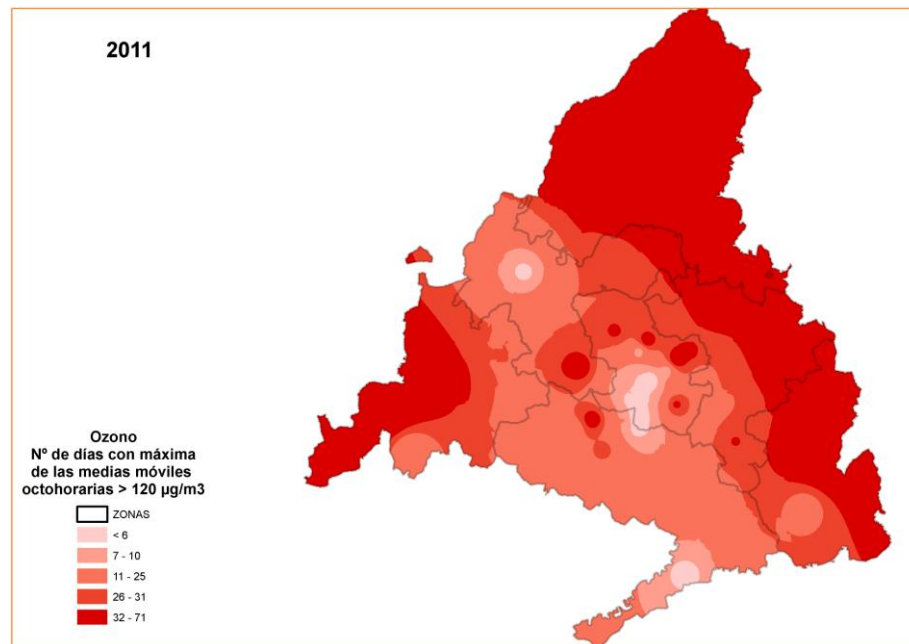 2011
Ozono
Nº de días con máxima
de las medias móviles
octohorarias > 120 µg/m3
ZONAS
< 6
7 - 10
11 - 25
26 - 31
32 - 71